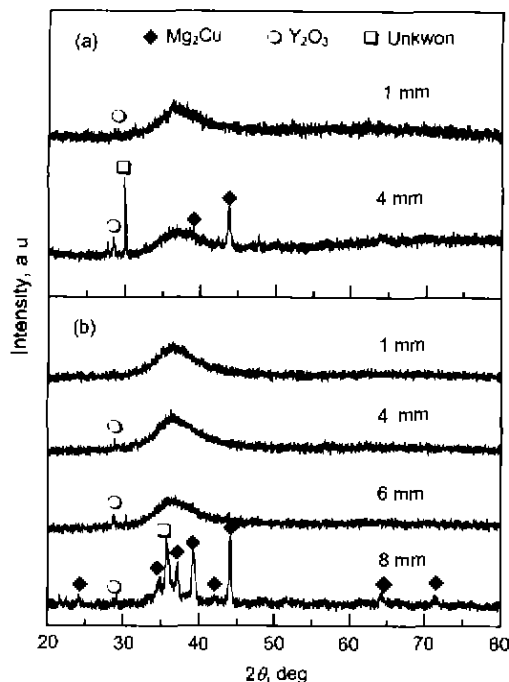 (a) ◆ Mg₂Cu ○ Y₂O₃ □ Unkwon
1 mm
4 mm
Intensity, a u
(b)
1 mm
4 mm
6 mm
8 mm
20 30 40 50 60 70 80
2θ, deg